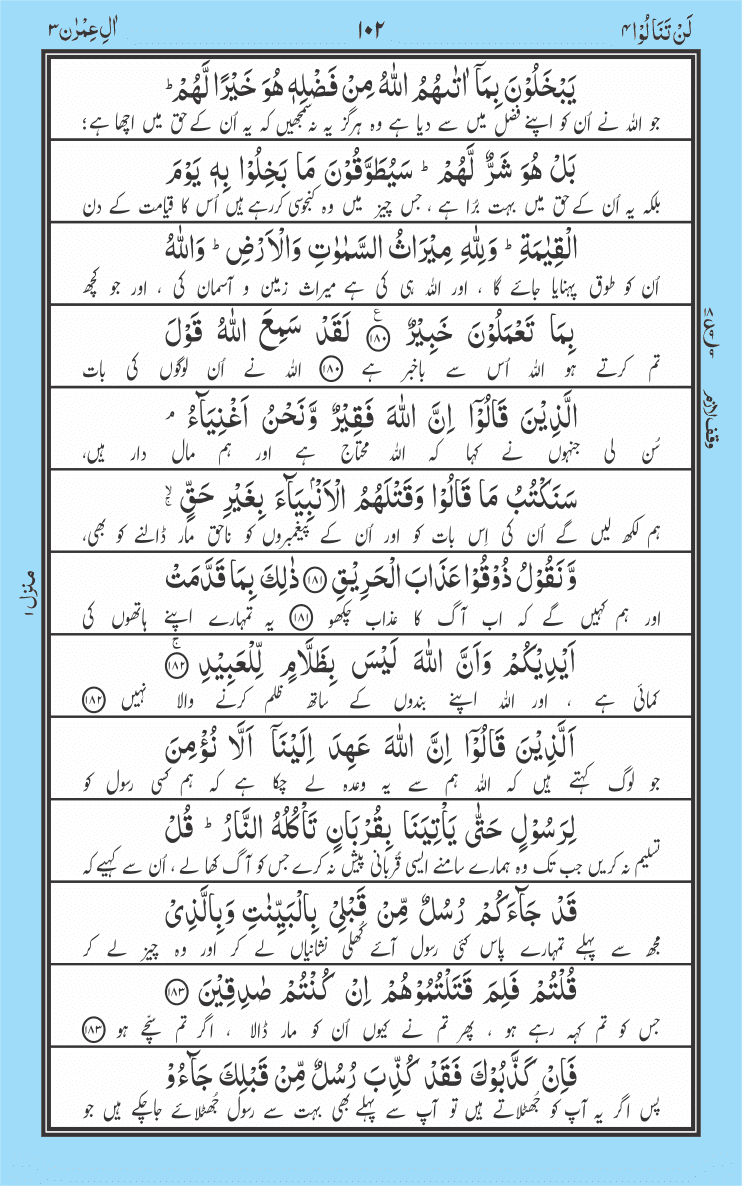 لَنْ تَنَالُوْا ۴
۱۰۲
اٰلِ عِمْرٰن ۳
يَبْخَلُوْنَ بِمَاۤ اٰتٰىهُمُ اللّٰهُ مِنْ فَضْلِهٖ هُوَ خَيْرًا لَّهُمْ ؕ
جو اللہ نے اُن کو اپنے فضل میں سے دیا ہے وہ ہرگز یہ نہ سمجھیں کہ یہ اُن کے حق میں اچھا ہے؛
بَلْ هُوَ شَرٌّ لَّهُمْ ؕ سَيُطَوَّقُوْنَ مَا بَخِلُوْا بِهٖ يَوْمَ
بلکہ یہ اُن کے حق میں بہت بُرا ہے ، جس چیز میں وہ کنجوسی کررہے ہیں اُس کا قیامت کے دن
الْقِيٰمَةِ ؕ وَلِلّٰهِ مِيْرَاثُ السَّمٰوٰتِ وَالْاَرْضِ ؕ وَاللّٰهُ
اُن کو طوق پہنایا جائے گا ، اور اللہ ہی کی ہے میراث زمین و آسمان کی ، اور جو کچھ
بِمَا تَعْمَلُوْنَ خَبِيْرٌ ﴿۱۸۰﴾ۧ لَقَدْ سَمِعَ اللّٰهُ قَوْلَ
تم کرتے ہو اللہ اُس سے باخبر ہے ﴿۱۸۰﴾ اللہ نے اُن لوگوں کی بات
الَّذِيْنَ قَالُوْۤا اِنَّ اللّٰهَ فَقِيْرٌ وَّنَحْنُ اَغْنِيَآءُ ۘ
سُن لی جنہوں نے کہا کہ اللہ محتاج ہے اور ہم مال دار ہیں،
سَنَكْتُبُ مَا قَالُوْا وَقَتْلَهُمُ الْاَنْۢبِيَآءَ بِغَيْرِ حَقٍّ ۙ
ہم لکھ لیں گے اُن کی اِس بات کو اور اُن کے پیغمبروں کو ناحق مار ڈالنے کو بھی،
وَّنَقُوْلُ ذُوْقُوْا عَذَابَ الْحَرِيْقِ ﴿۱۸۱﴾ ذٰلِكَ بِمَا قَدَّمَتْ
اور ہم کہیں گے کہ اب آگ کا عذاب چکھو ﴿۱۸۱﴾ یہ تمہارے اپنے ہاتھوں کی
اَيْدِيْكُمْ وَاَنَّ اللّٰهَ لَيْسَ بِظَلَّامٍ لِّلْعَبِيْدِ ﴿۱۸۲﴾ۚ
کمائی ہے ، اور اللہ اپنے بندوں کے ساتھ ظلم کرنے والا نہیں ﴿۱۸۲﴾
اَلَّذِيْنَ قَالُوْۤا اِنَّ اللّٰهَ عَهِدَ اِلَيْنَاۤ اَلَّا نُؤْمِنَ
جو لوگ کہتے ہیں کہ اللہ ہم سے یہ وعدہ لے چکا ہے کہ ہم کسی رسول کو
لِرَسُوْلٍ حَتّٰى يَاْتِيَنَا بِقُرْبَانٍ تَاْكُلُهُ النَّارُ ؕ قُلْ
تسلیم نہ کریں جب تک وہ ہمارے سامنے ایسی قُربانی پیش نہ کرے جس کو آگ کھا لے ، اُن سے کہیے کہ
قَدْ جَآءَكُمْ رُسُلٌ مِّنْ قَبْلِىْ بِالْبَيِّنٰتِ وَبِالَّذِىْ
مجھ سے پہلے تمہارے پاس کئی رسول آئے کُھلی نشانیاں لے کر اور وہ چیز لے کر
قُلْتُمْ فَلِمَ قَتَلْتُمُوْهُمْ اِنْ كُنْتُمْ صٰدِقِيْنَ ﴿۱۸۳﴾
جس کو تم کہہ رہے ہو ، پھر تم نے کیوں اُن کو مار ڈالا ، اگر تم سچّے ہو ﴿۱۸۳﴾
فَاِنْ كَذَّبُوْكَ فَقَدْ كُذِّبَ رُسُلٌ مِّنْ قَبْلِكَ جَآءُوْ
پس اگر یہ آپ کو جُھٹلاتے ہیں تو آپ سے پہلے بھی بہت سے رسول جُھٹلائے جاچکے ہیں جو
وقف لازم
منزل ۱